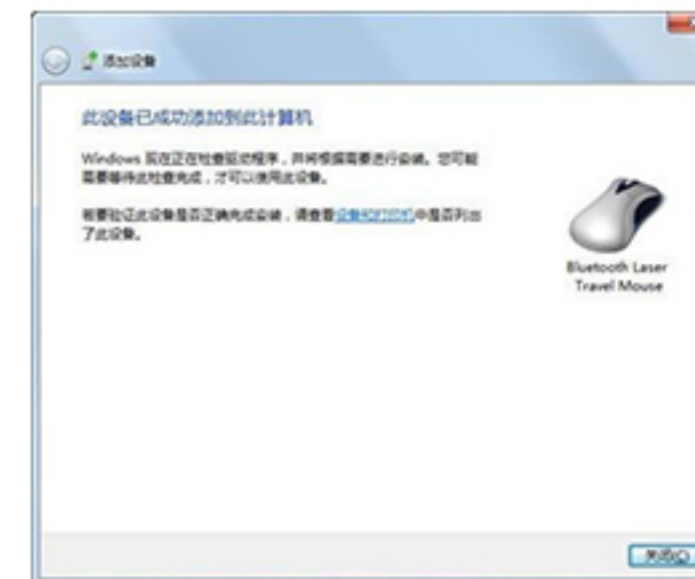 添加设备
此设备已成功添加到此计算机
Windows 现在正在检查驱动程序，并将根据需要进行安装。您可能
需要等待此检查完成，才可以使用此设备。
若要验证此设备是否正确完成安装，请查看设备和打印机中是否列出
了此设备。
Bluetooth Laser
Travel Mouse
关闭(C)